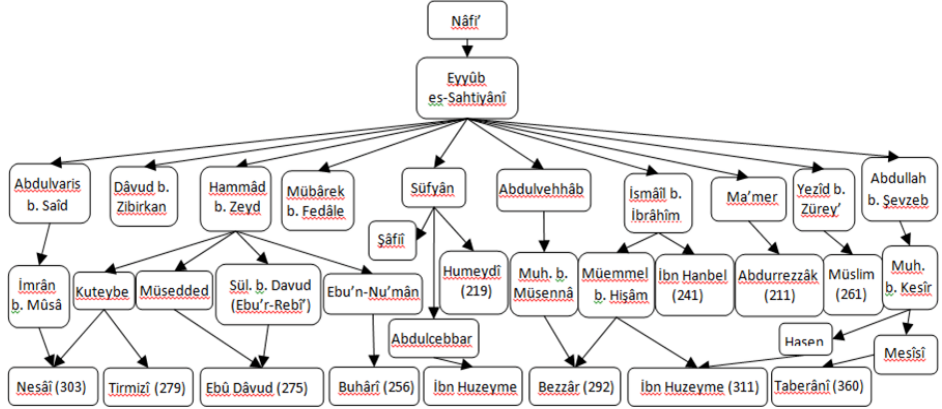 Nâfi’
Eyyûb
es-Sahtiyânî
Abdulvaris
b. Saîd
Dâvud b.
Zibirkan
Hammâd
b. Zeyd
Mübârek
b. Fedâle
Süfyân
Abdulvehhâb
İsmâîl b.
İbrâhîm
Ma’mer
Yezîd b.
Zürey’
Abdullah
b. Şevzeb
Şâfiî
İmrân
b. Mûsâ
Kuteybe
Müsedded
Sül. b. Davud
(Ebu’r-Rebî’)
Ebu’n-Nu’mân
Humeydî
(219)
Muh. b.
Müsennâ
Müemmel
b. Hişâm
İbn Hanbel
(241)
Abdurrezzâk
(211)
Müslim
(261)
Muh.
b. Kesîr
Abdulcebbar
Hasen
Mesîsî
Nesâî (303)
Tirmizî (279)
Ebû Dâvud (275)
Buhârî (256)
İbn Huzeyme
Bezzâr (292)
İbn Huzeyme (311)
Taberânî (360)